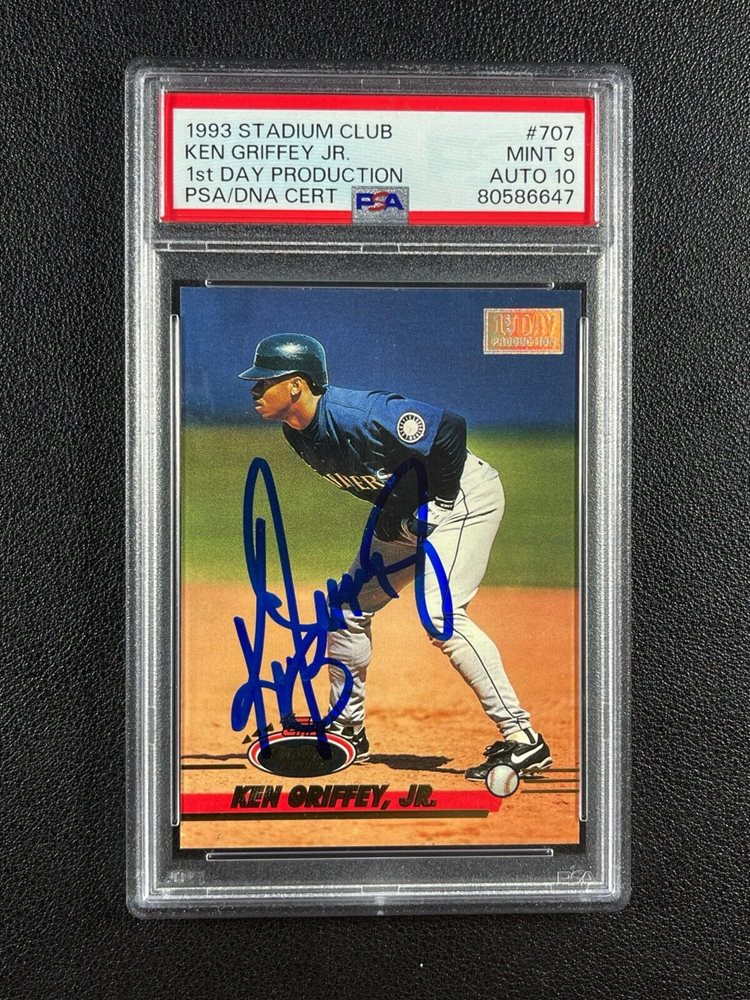 1993 STADIUM CLUB #707
KEN GRIFFEY JR. MINT 9
1st DAY PRODUCTION AUTO 10
PSA/DNA CERT PSA 80586647
1ST DAY
PRODUCTION
KEN GRIFFEY, JR.
PSA